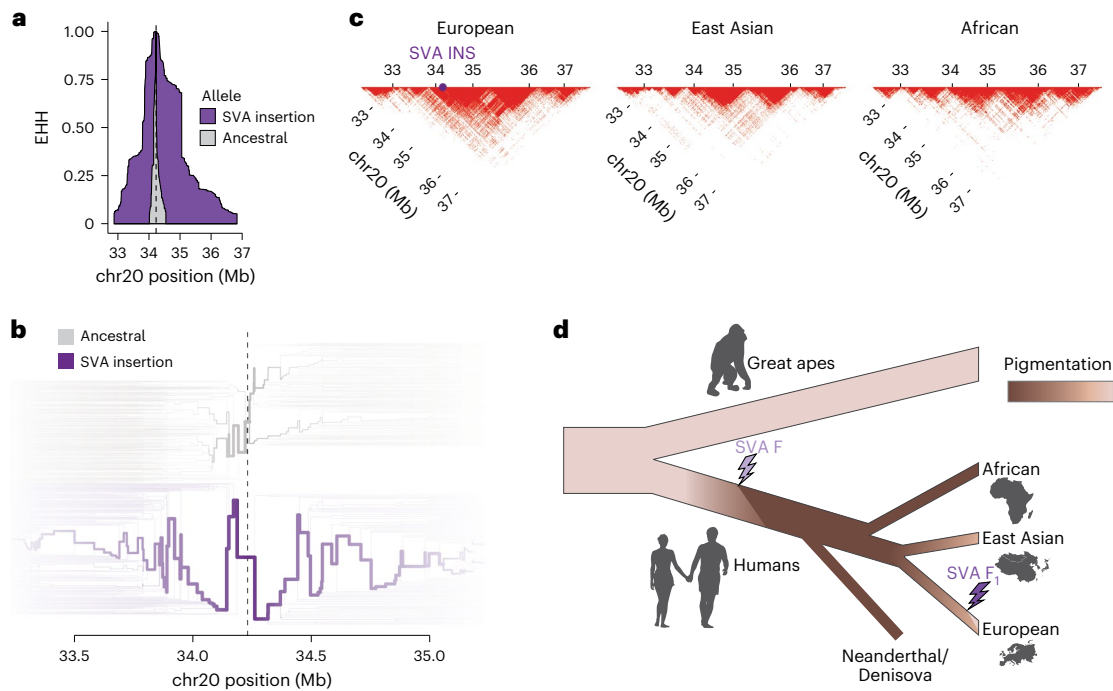 a
1.00
0.75
0.50
0.25
0
EHH
Allele
SVA insertion
Ancestral
33 34 35 36 37
chr20 position (Mb)
c
European
SVA INS
33 34 35 36 37
33 -
34 -
35 -
36 -
37 -
chr20 (Mb)
East Asian
33 34 35 36 37
33 -
34 -
35 -
36 -
37 -
chr20 (Mb)
African
33 34 35 36 37
33 -
34 -
35 -
36 -
37 -
chr20 (Mb)
b
Ancestral
SVA insertion
33.5 34.0 34.5 35.0
chr20 position (Mb)
d
Great apes
Pigmentation
SVA F
African
East Asian
SVA F1
European
Humans
Neanderthal/
Denisova